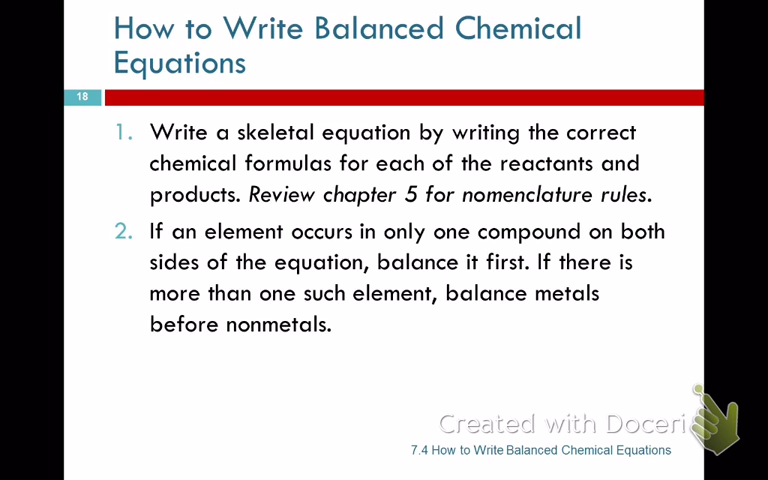 How to Write Balanced Chemical
Equations
18
1. Write a skeletal equation by writing the correct
chemical formulas for each of the reactants and
products. Review chapter 5 for nomenclature rules.
2. If an element occurs in only one compound on both
sides of the equation, balance it first. If there is
more than one such element, balance metals
before nonmetals.
Created with Doceri
7.4 How to Write Balanced Chemical Equations